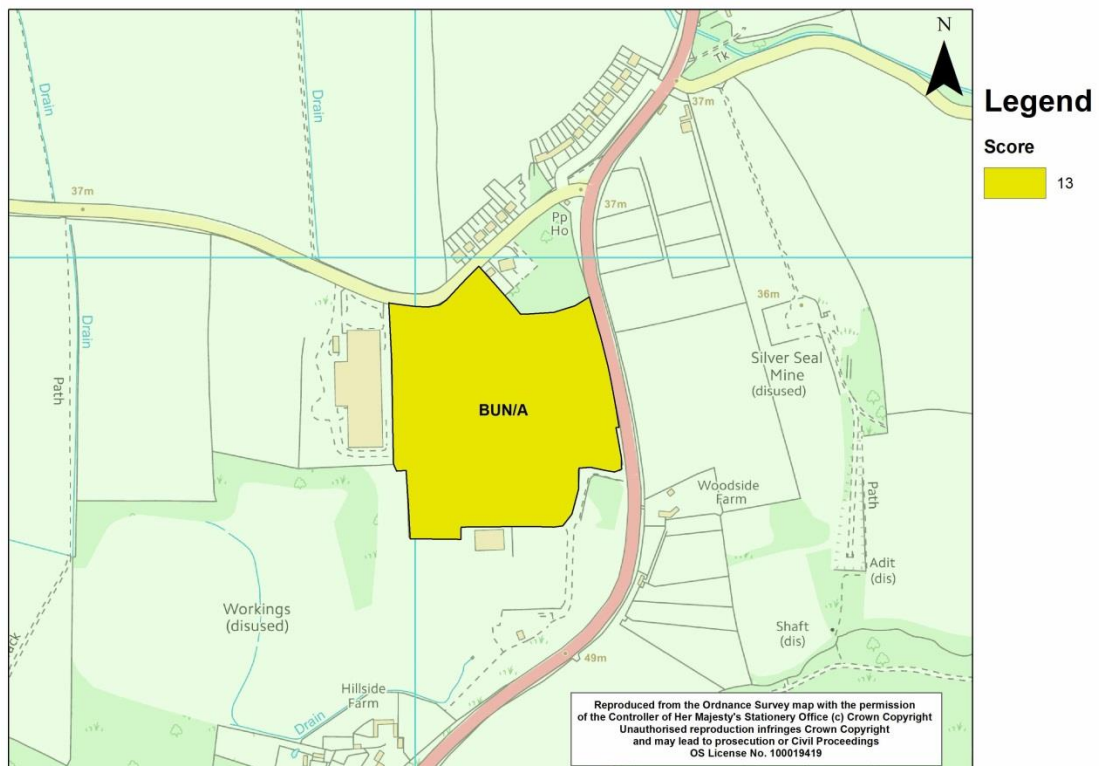 N
Legend
Score
13
Drain
Drain
Tk
37m
37m
37m
Pp
Ho
36m
Drain
Path
Silver Seal
Mine
(disused)
BUN/A
Woodside
Farm
Path
Adit
(dis)
Workings
(disused)
Shaft
(dis)
49m
Hillside
Farm
Drain
Reproduced from the Ordnance Survey map with the permission
of the Controller of Her Majesty's Stationery Office (c) Crown Copyright
Unauthorised reproduction infringes Crown Copyright
and may lead to prosecution or Civil Proceedings
OS License No. 100019419